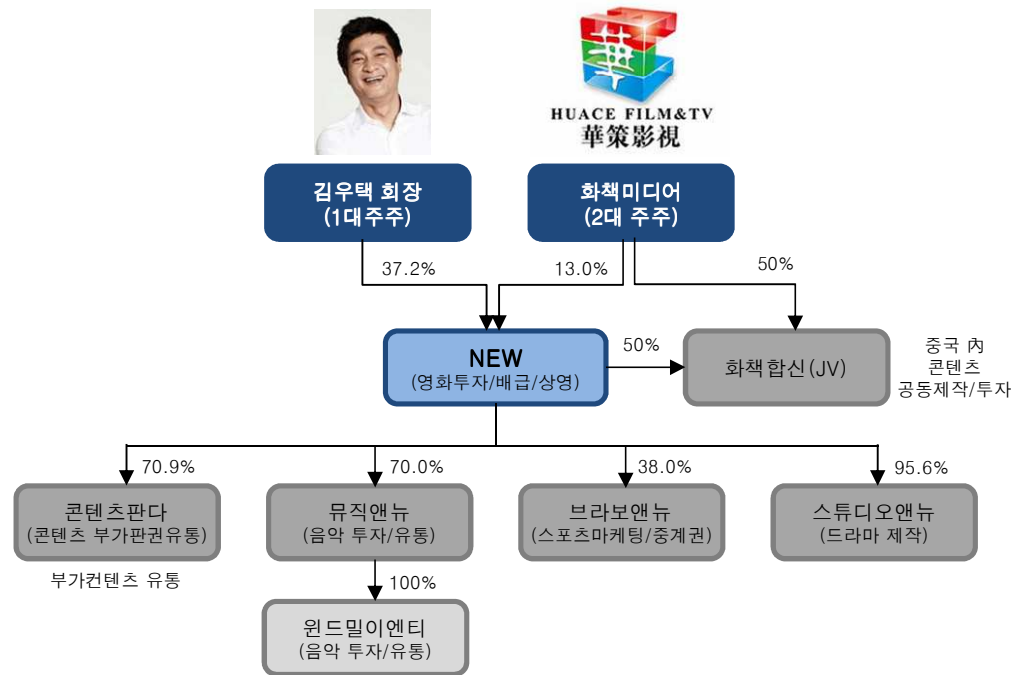 華
HUACE FILM&TV
華策影視
김우택 회장
(1대주주)
화책미디어
(2대 주주)
37.2%
13.0%
50%
NEW
(영화투자/배급/상영)
50%
화책합신(JV)
중국 內
콘텐츠
공동제작/투자
70.9%
70.0%
38.0%
95.6%
콘텐츠판다
(콘텐츠 부가판권유통)
뮤직앤뉴
(음악 투자/유통)
브라보앤뉴
(스포츠마케팅/중계권)
스튜디오앤뉴
(드라마 제작)
부가컨텐츠 유통
100%
윈드밀이엔티
(음악 투자/유통)